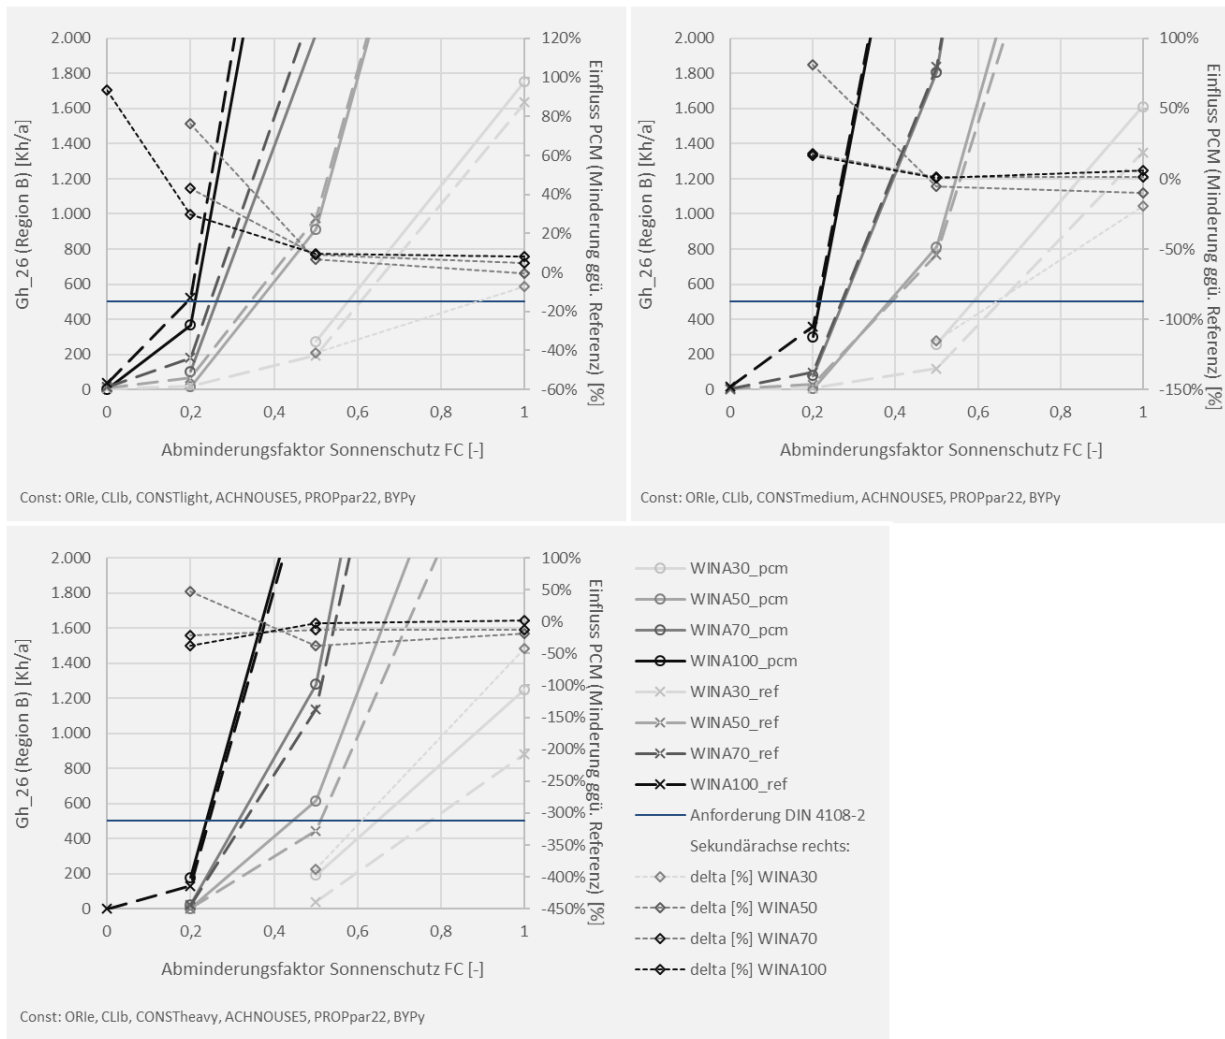 2.000
1.800
1.600
1.400
1.200
1.000
800
600
400
200
0
Gh_26 (Region B) [Kh/a]
120%
100%
80%
60%
40%
20%
0%
-20%
-40%
-60%
Einfluss PCM (Minderung ggü. Referenz) [%]
0 0,2 0,4 0,6 0,8 1
Abminderungsfaktor Sonnenschutz FC [-]
Const: ORIe, CLIb, CONSTlight, ACHNOUSE5, PROPpar22, BYPy
2.000
1.800
1.600
1.400
1.200
1.000
800
600
400
200
0
Gh_26 (Region B) [Kh/a]
100%
50%
0%
-50%
-100%
-150%
Einfluss PCM (Minderung ggü. Referenz) [%]
0 0,2 0,4 0,6 0,8 1
Abminderungsfaktor Sonnenschutz FC [-]
Const: ORIe, CLIb, CONSTmedium, ACHNOUSE5, PROPpar22, BYPy
2.000
1.800
1.600
1.400
1.200
1.000
800
600
400
200
0
Gh_26 (Region B) [Kh/a]
100%
50%
0%
-50%
-100%
-150%
-200%
-250%
-300%
-350%
-400%
-450%
Einfluss PCM (Minderung ggü. Referenz) [%]
0 0,2 0,4 0,6 0,8 1
Abminderungsfaktor Sonnenschutz FC [-]
Const: ORIe, CLIb, CONSTheavy, ACHNOUSE5, PROPpar22, BYPy
WINA30_pcm
WINA50_pcm
WINA70_pcm
WINA100_pcm
WINA30_ref
WINA50_ref
WINA70_ref
WINA100_ref
Anforderung DIN 4108-2
Sekundärachse rechts:
delta [%] WINA30
delta [%] WINA50
delta [%] WINA70
delta [%] WINA100